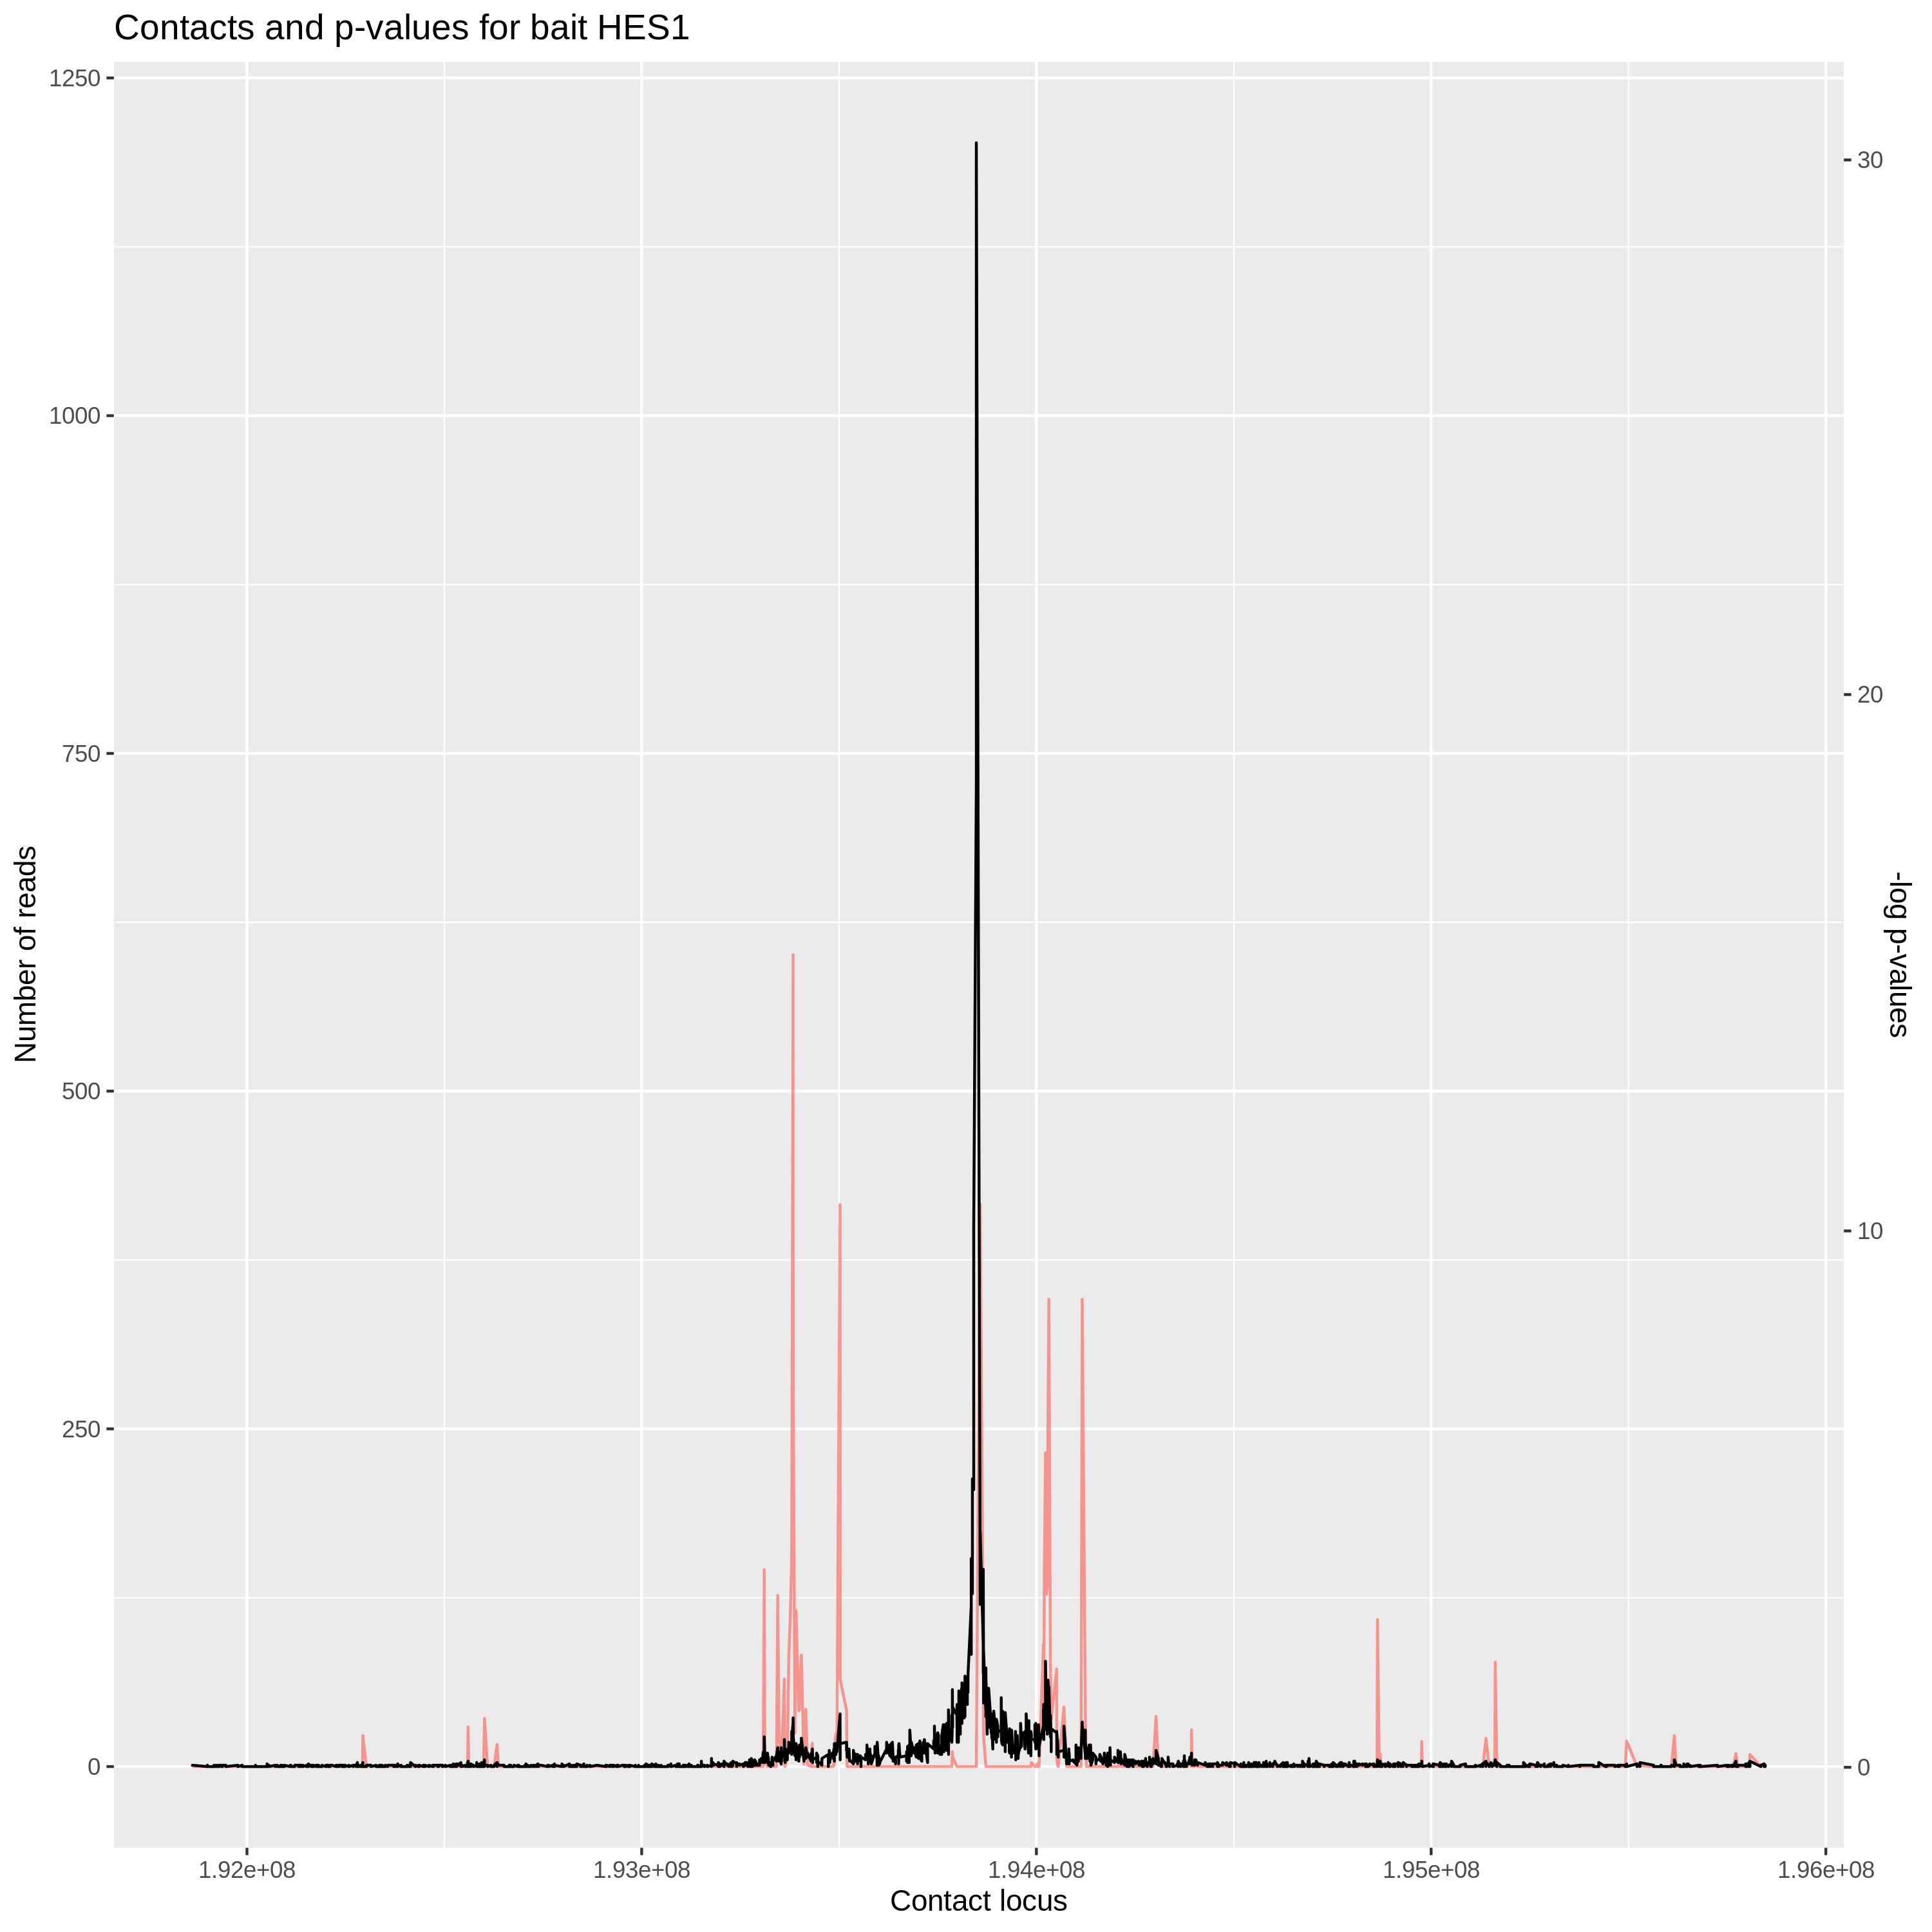 Contacts and p-values for bait HES1
1250
1000
750
500
250
0
Number of reads
30
20
10
0
-log p-values
1.92e+08 1.93e+08 1.94e+08 1.95e+08 1.96e+08
Contact locus